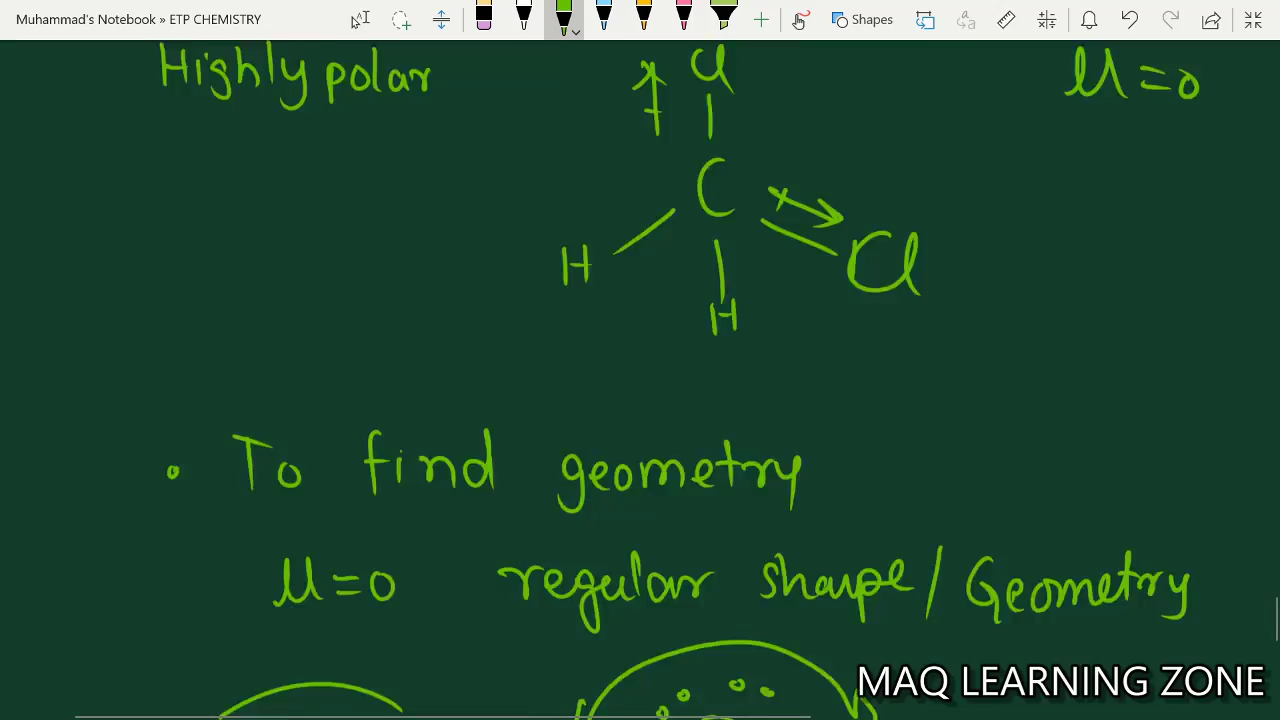 Muhammad's Notebook » ETP CHEMISTRY
Shapes
Highly polar
Cl
μ=0
C
H
Cl
H
• To find geometry
μ=0 regular shape/Geometry
MAQ LEARNING ZONE